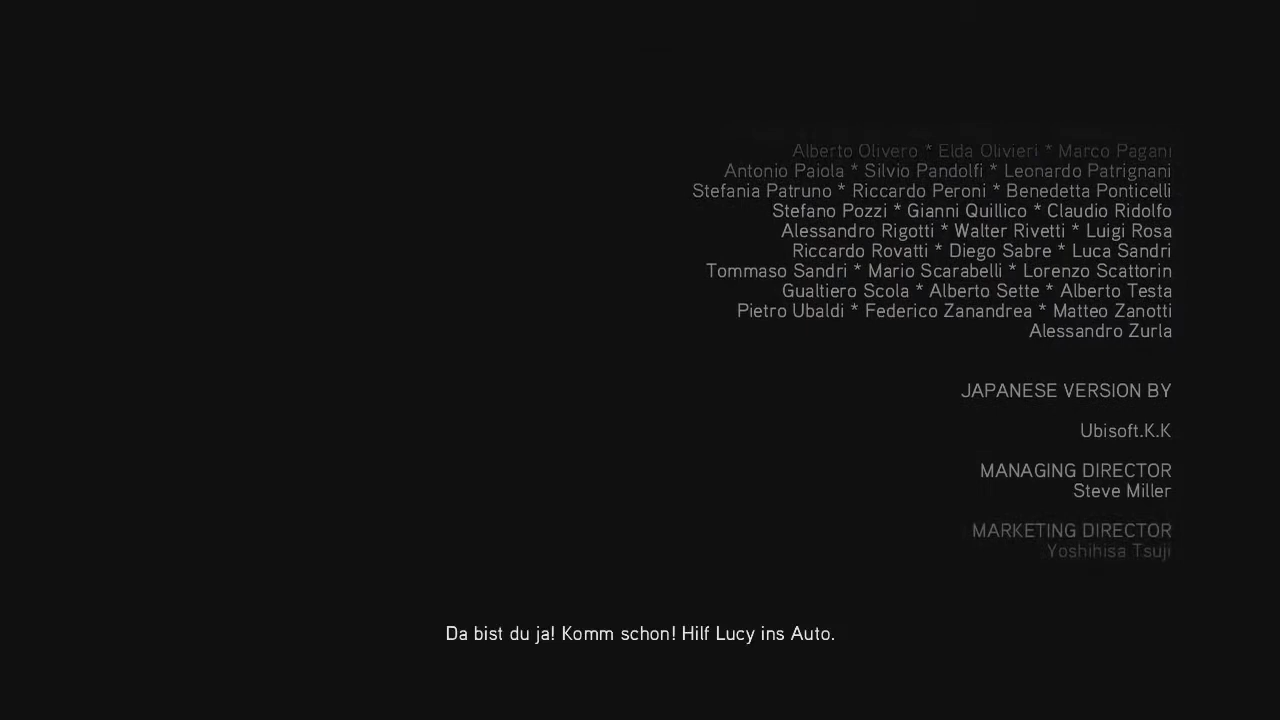 Alberto Olivero * Elda Olivieri * Marco Pagani
Antonio Paiola * Silvio Pandolfi * Leonardo Patrignani
Stefania Patruno * Riccardo Peroni * Benedetta Ponticelli
Stefano Pozzi * Gianni Quillico * Claudio Ridolfo
Alessandro Rigotti * Walter Rivetti * Luigi Rosa
Riccardo Rovatti * Diego Sabre * Luca Sandri
Tommaso Sandri * Mario Scarabelli * Lorenzo Scattorin
Gualtiero Scola * Alberto Sette * Alberto Testa
Pietro Ubaldi * Federico Zanandrea * Matteo Zanotti
Alessandro Zurla
JAPANESE VERSION BY
Ubisoft.K.K
MANAGING DIRECTOR
Steve Miller
MARKETING DIRECTOR
Yoshihisa Tsuji
Da bist du ja! Komm schon! Hilf Lucy ins Auto.